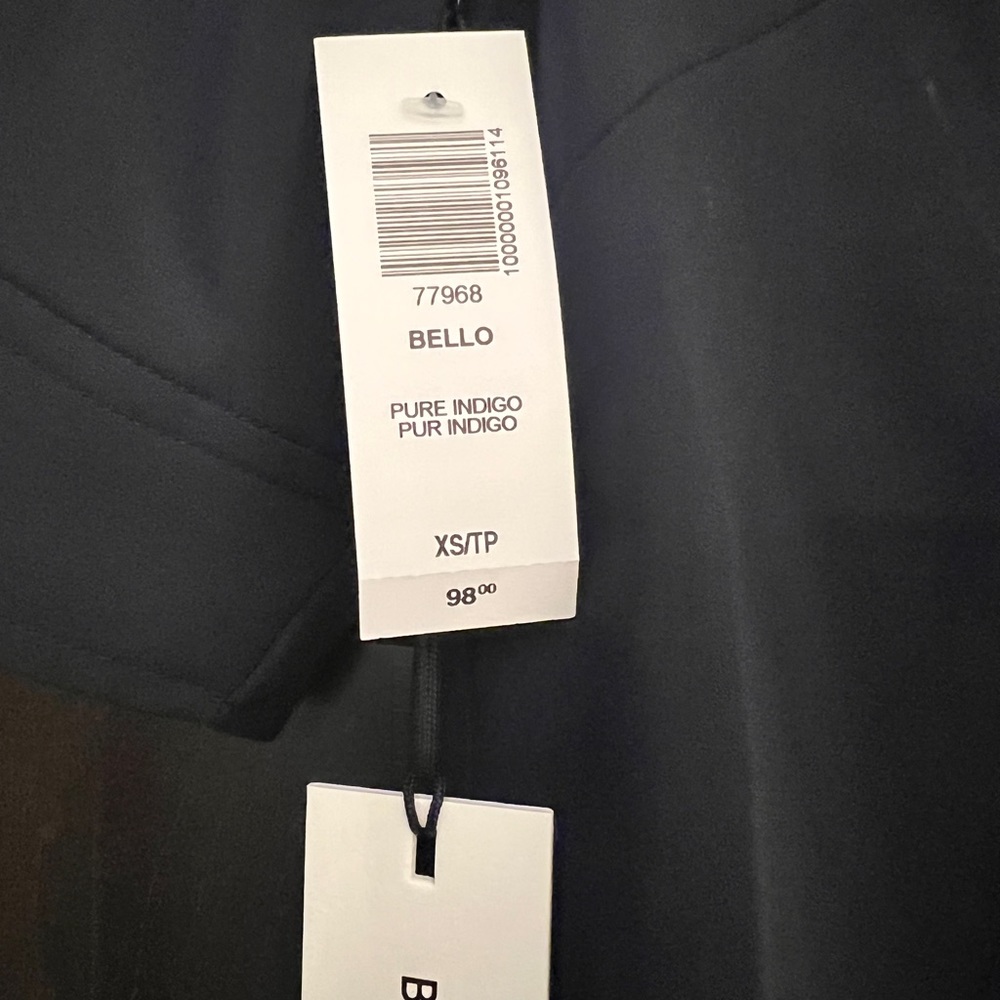 10000001096114
77968
BELLO
PURE INDIGO
PUR INDIGO
XS/TP
98⁰⁰
B